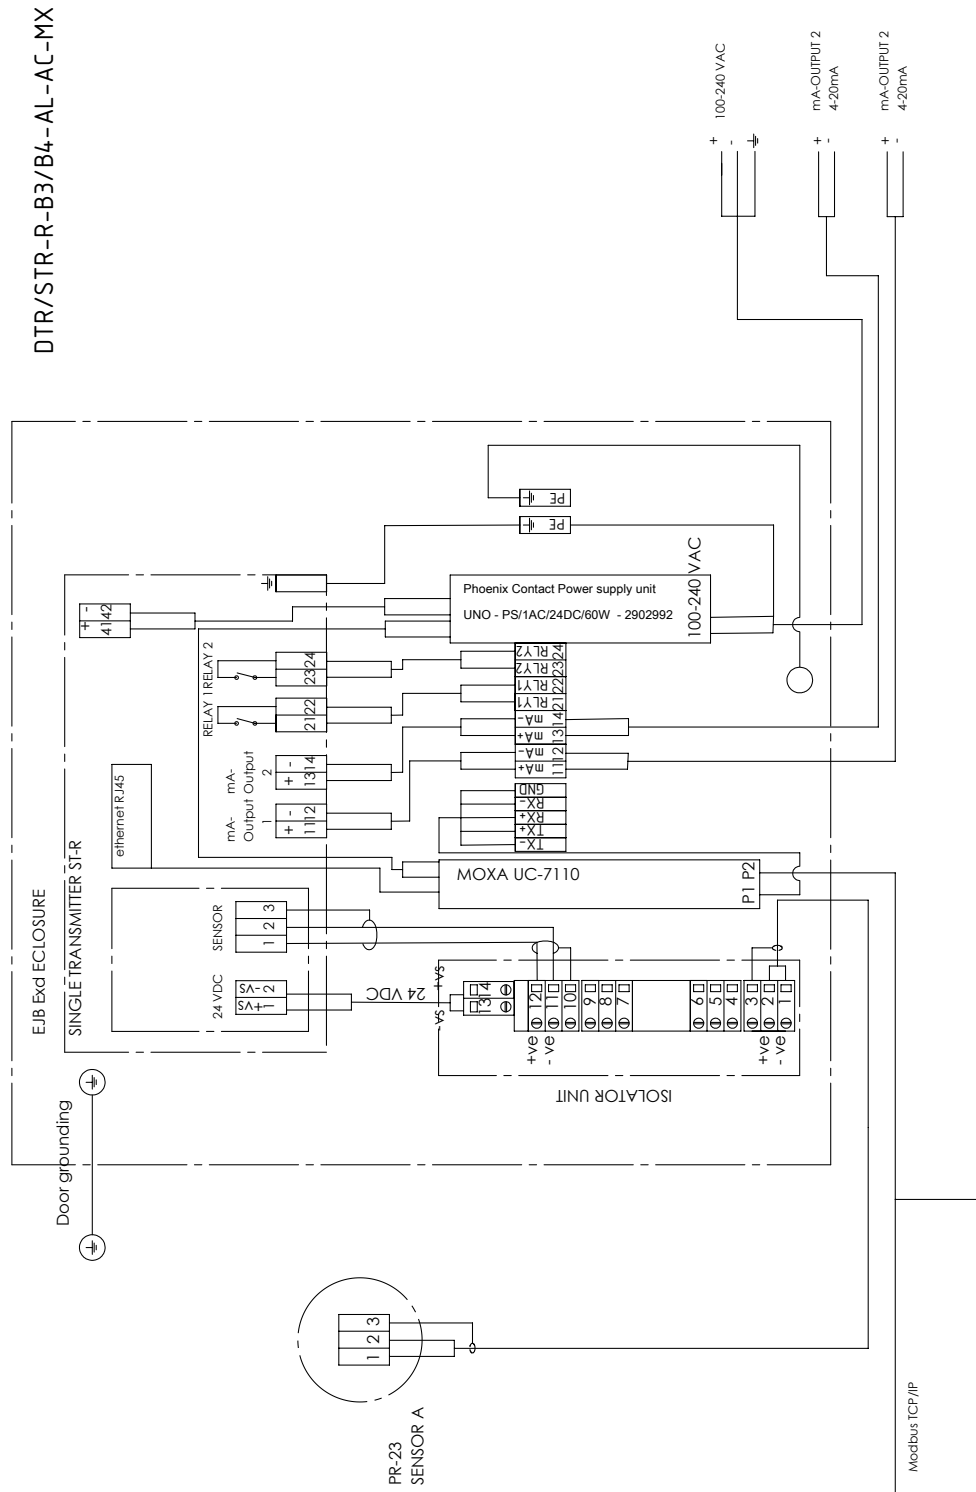 DTR/STR-R-B3/B4-AL-AC-MX
100-240 VAC
+
-
mA-OUTPUT 2
4-20mA
+
-
mA-OUTPUT 2
4-20mA
+
-
EJB Exd ECLOSURE
SINGLE TRANSMITTER ST-R
+ -
41 42
RELAY 1 RELAY 2
21 22
23 24
mA-
Output
1
+ -
11 12
mA-
Output
2
+ -
13 14
ethernet RJ45
24 VDC
+VS -VS
1 2
SENSOR
1 2 3
Phoenix Contact Power supply unit
UNO - PS/1AC/24DC/60W - 2902992
100-240 VAC
PE
PE
RLY2 24
RLY2 23
RLY1 22
RLY1 21
mA- 14
mA+ 13
mA- 12
mA+ 11
GND
RX-
RX+
TX+
TX-
MOXA UC-7110
P1 P2
24 VDC
-VS +VS
13 14
+ve 12
- ve 11
10
9
8
7
6
5
4
3
+ve 2
- ve 1
ISOLATOR UNIT
Door grounding
1 2 3
PR-23
SENSOR A
Modbus TCP/IP